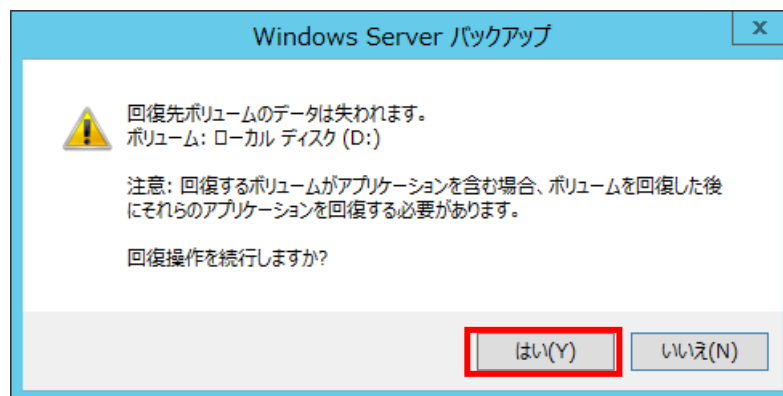 Windows Server バックアップ
x
回復先ボリュームのデータは失われます。
ボリューム: ローカル ディスク (D:)
注意: 回復するボリュームがアプリケーションを含む場合、ボリュームを回復した後
にそれらのアプリケーションを回復する必要があります。
回復操作を続行しますか?
はい(Y) いいえ(N)